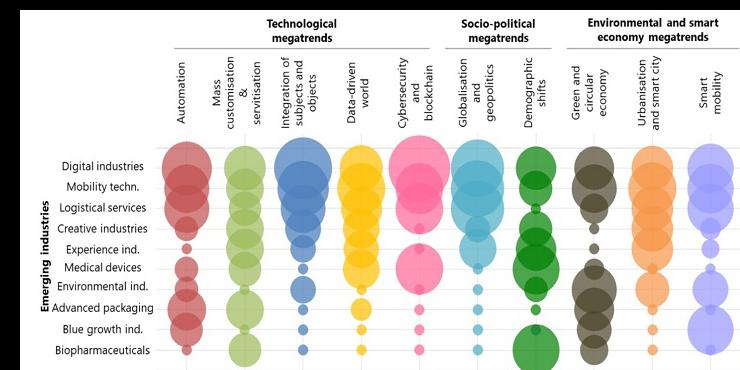 Technological
megatrends
Socio-political
megatrends
Environmental and smart
economy megatrends
Automation
Mass
customisation
&
servitisation
Integration of
subjects and
objects
Data-driven
world
Cybersecurity
and
blockchain
Globalisation
and
geopolitics
Demographic
shifts
Green and
circular
economy
Urbanisation
and smart city
Smart
mobility
Emerging industries
Digital industries
Mobility techn.
Logistical services
Creative industries
Experience ind.
Medical devices
Environmental ind.
Advanced packaging
Blue growth ind.
Biopharmaceuticals